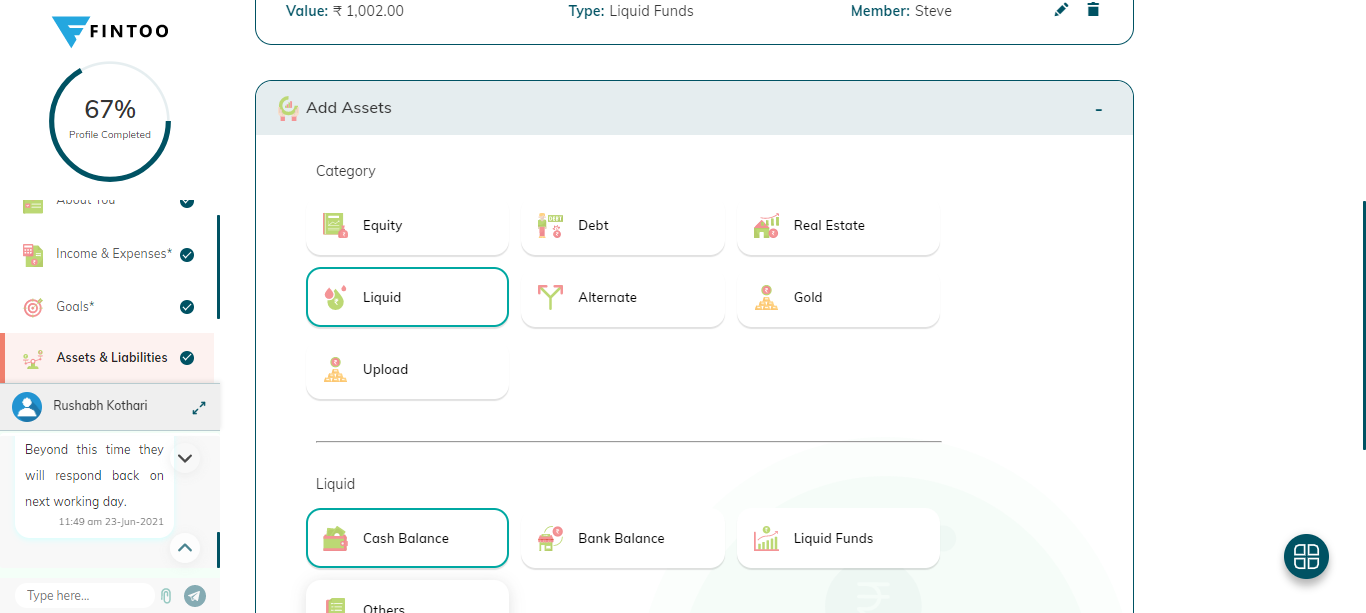 FINTOO
67%
Profile Completed
About You
Income & Expenses*
Goals*
Assets & Liabilities
Rushabh Kothari
Beyond this time they
will respond back on
next working day.
11:49 am 23-Jun-2021
Type here...
Value: ₹ 1,002.00 Type: Liquid Funds Member: Steve
Add Assets -
Category
Equity Debt Real Estate
Liquid Alternate Gold
Upload
Liquid
Cash Balance Bank Balance Liquid Funds
Others